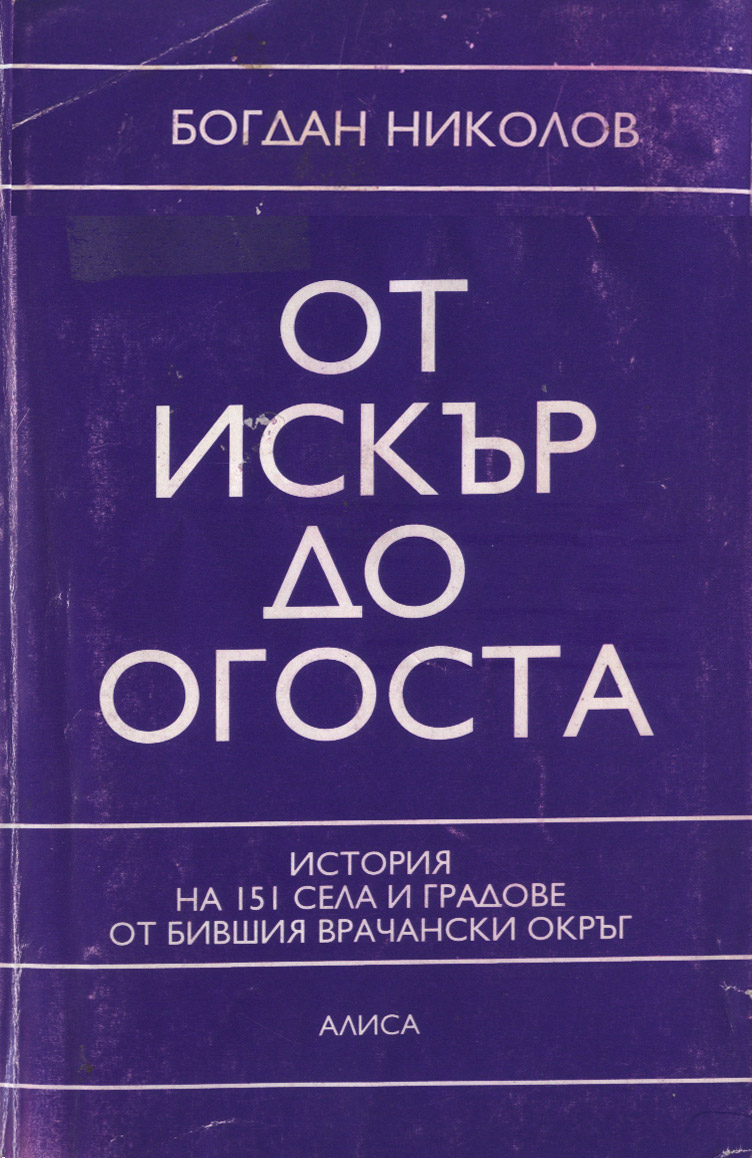 БОГДАН НИКОЛОВ
ОТ
ИСКЪР
ДО
ОГОСТА
ИСТОРИЯ
НА 151 СЕЛА И ГРАДОВЕ
ОТ БИВШИЯ ВРАЧАНСКИ ОКРЪГ
АЛИСА